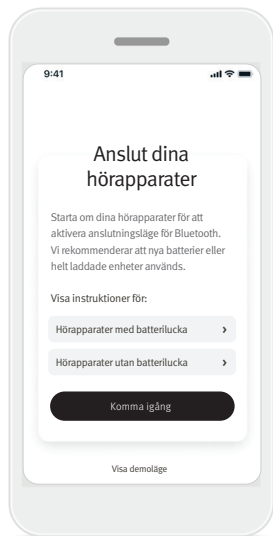 9:41
Anslut dina
hörapparater
Starta om dina hörapparater för att
aktivera anslutningsläge för Bluetooth.
Vi rekommenderar att nya batterier eller
helt laddade enheter används.
Visa instruktioner för:
Hörapparater med batterilucka
Hörapparater utan batterilucka
Komma igång
Visa demoläge